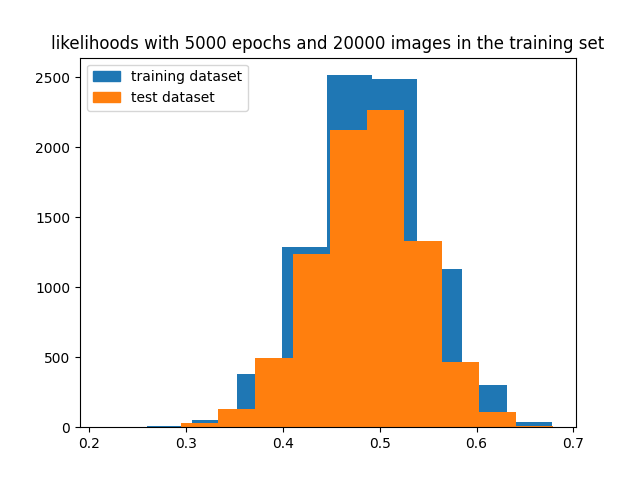 likelihoods with 5000 epochs and 20000 images in the training set
training dataset
test dataset
2500
2000
1500
1000
500
0
0.2 0.3 0.4 0.5 0.6 0.7